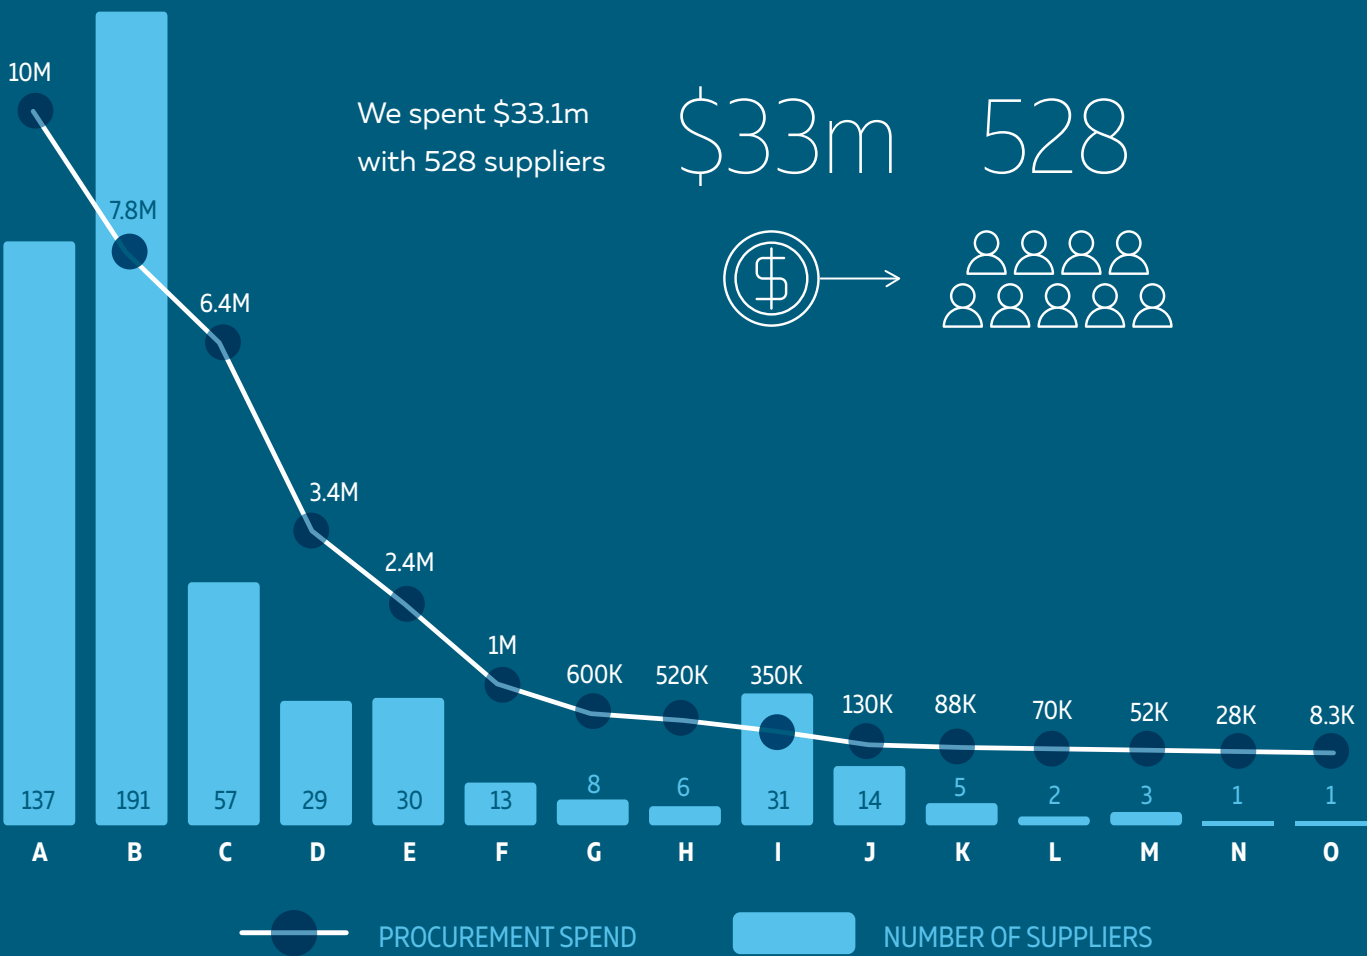 We spent $33.1m
with 528 suppliers
$33m
528
10M
7.8M
6.4M
3.4M
2.4M
1M
600K
520K
350K
130K
88K
70K
52K
28K
8.3K
137
191
57
29
30
13
8
6
31
14
5
2
3
1
1
A B C D E F G H I J K L M N O
PROCUREMENT SPEND
NUMBER OF SUPPLIERS